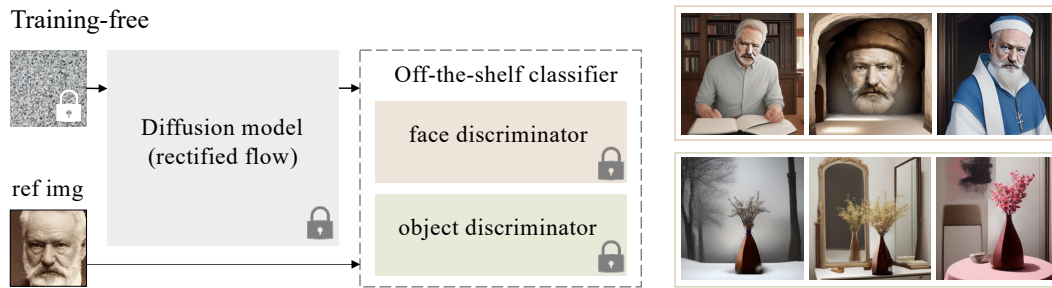 Training-free
Off-the-shelf classifier
Diffusion model
(rectified flow)
face discriminator
ref img
object discriminator